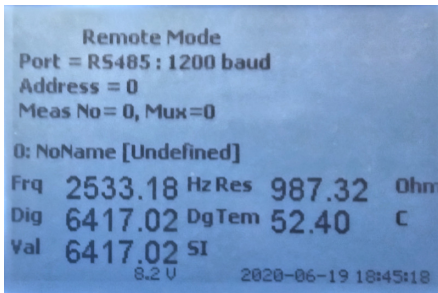 Remote Mode
Port = RS485 : 1200 baud
Address = 0
Meas No= 0, Mux=0
0: NoName [Undefined]
Frq 2533.18 Hz Res 987.32 Ohm
Dig 6417.02 Dg Tem 52.40 C
Val 6417.02 SI
8.2 V 2020-06-19 18:45:18